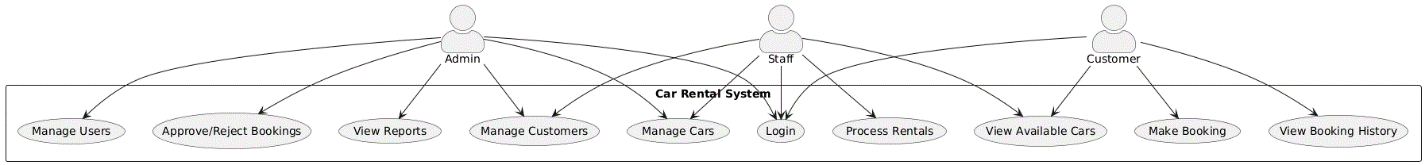 Admin
Staff
Customer
Car Rental System
Manage Users
Approve/Reject Bookings
View Reports
Manage Customers
Manage Cars
Login
Process Rentals
View Available Cars
Make Booking
View Booking History